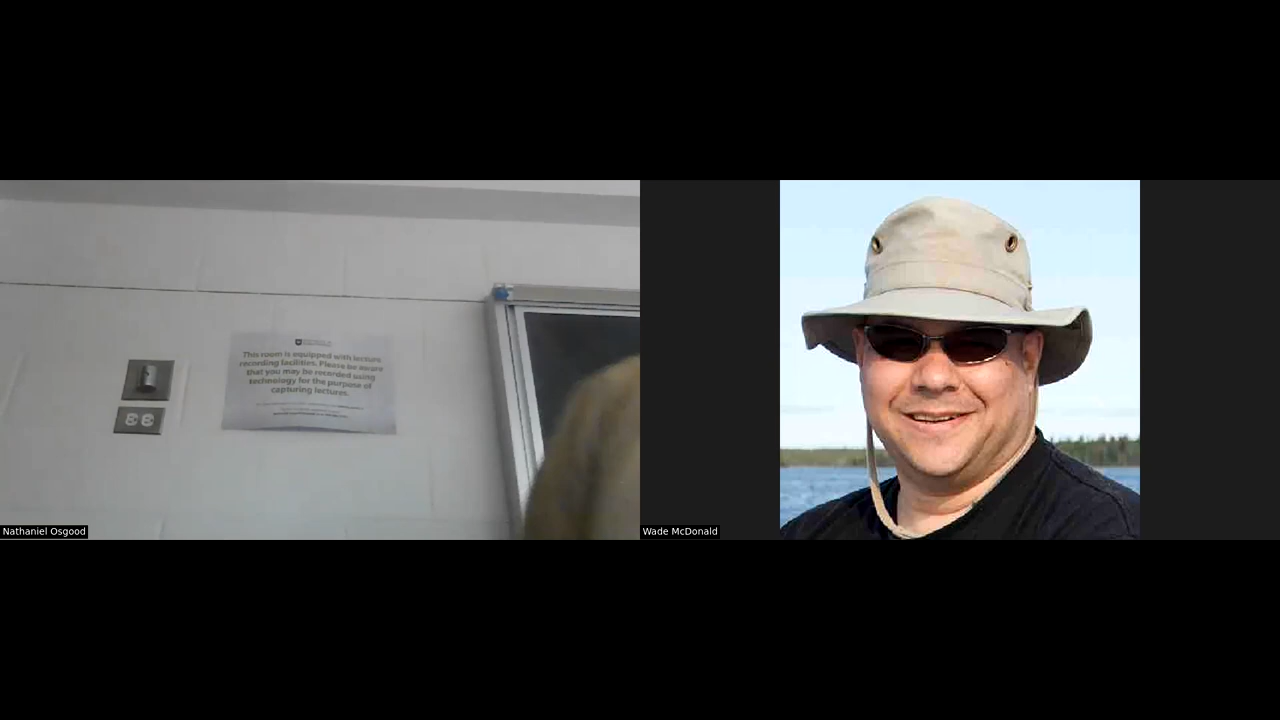 This room is equipped with lecture
recording facilities. Please be aware
that you may be recorded using
technology for the purpose of
capturing lectures.
Nathaniel Osgood
Wade McDonald